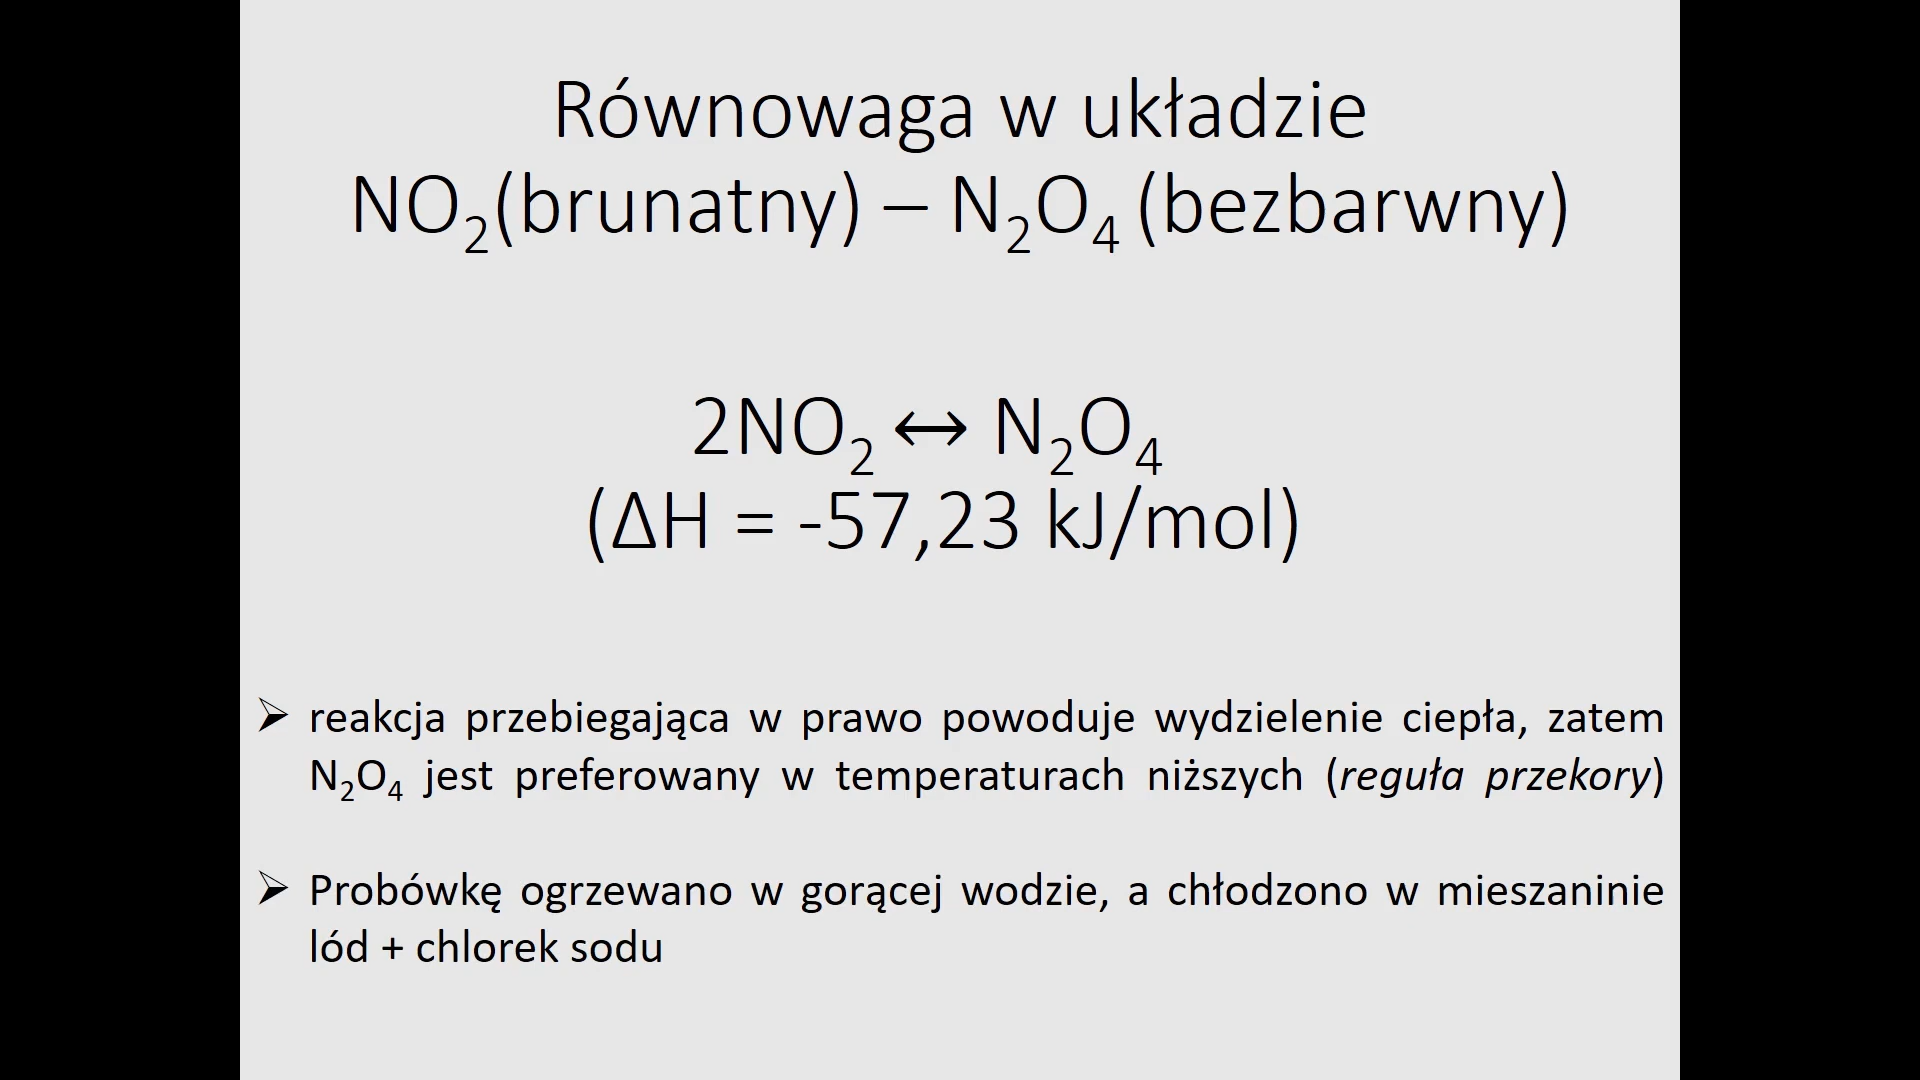 Równowaga w układzie
NO₂(brunatny) – N₂O₄ (bezbarwny)
2NO₂ ↔ N₂O₄
(ΔH = -57,23 kJ/mol)
➢ reakcja przebiegająca w prawo powoduje wydzielenie ciepła, zatem
N₂O₄ jest preferowany w temperaturach niższych (reguła przekory)
➢ Probówkę ogrzewano w gorącej wodzie, a chłodzono w mieszaninie
lód + chlorek sodu